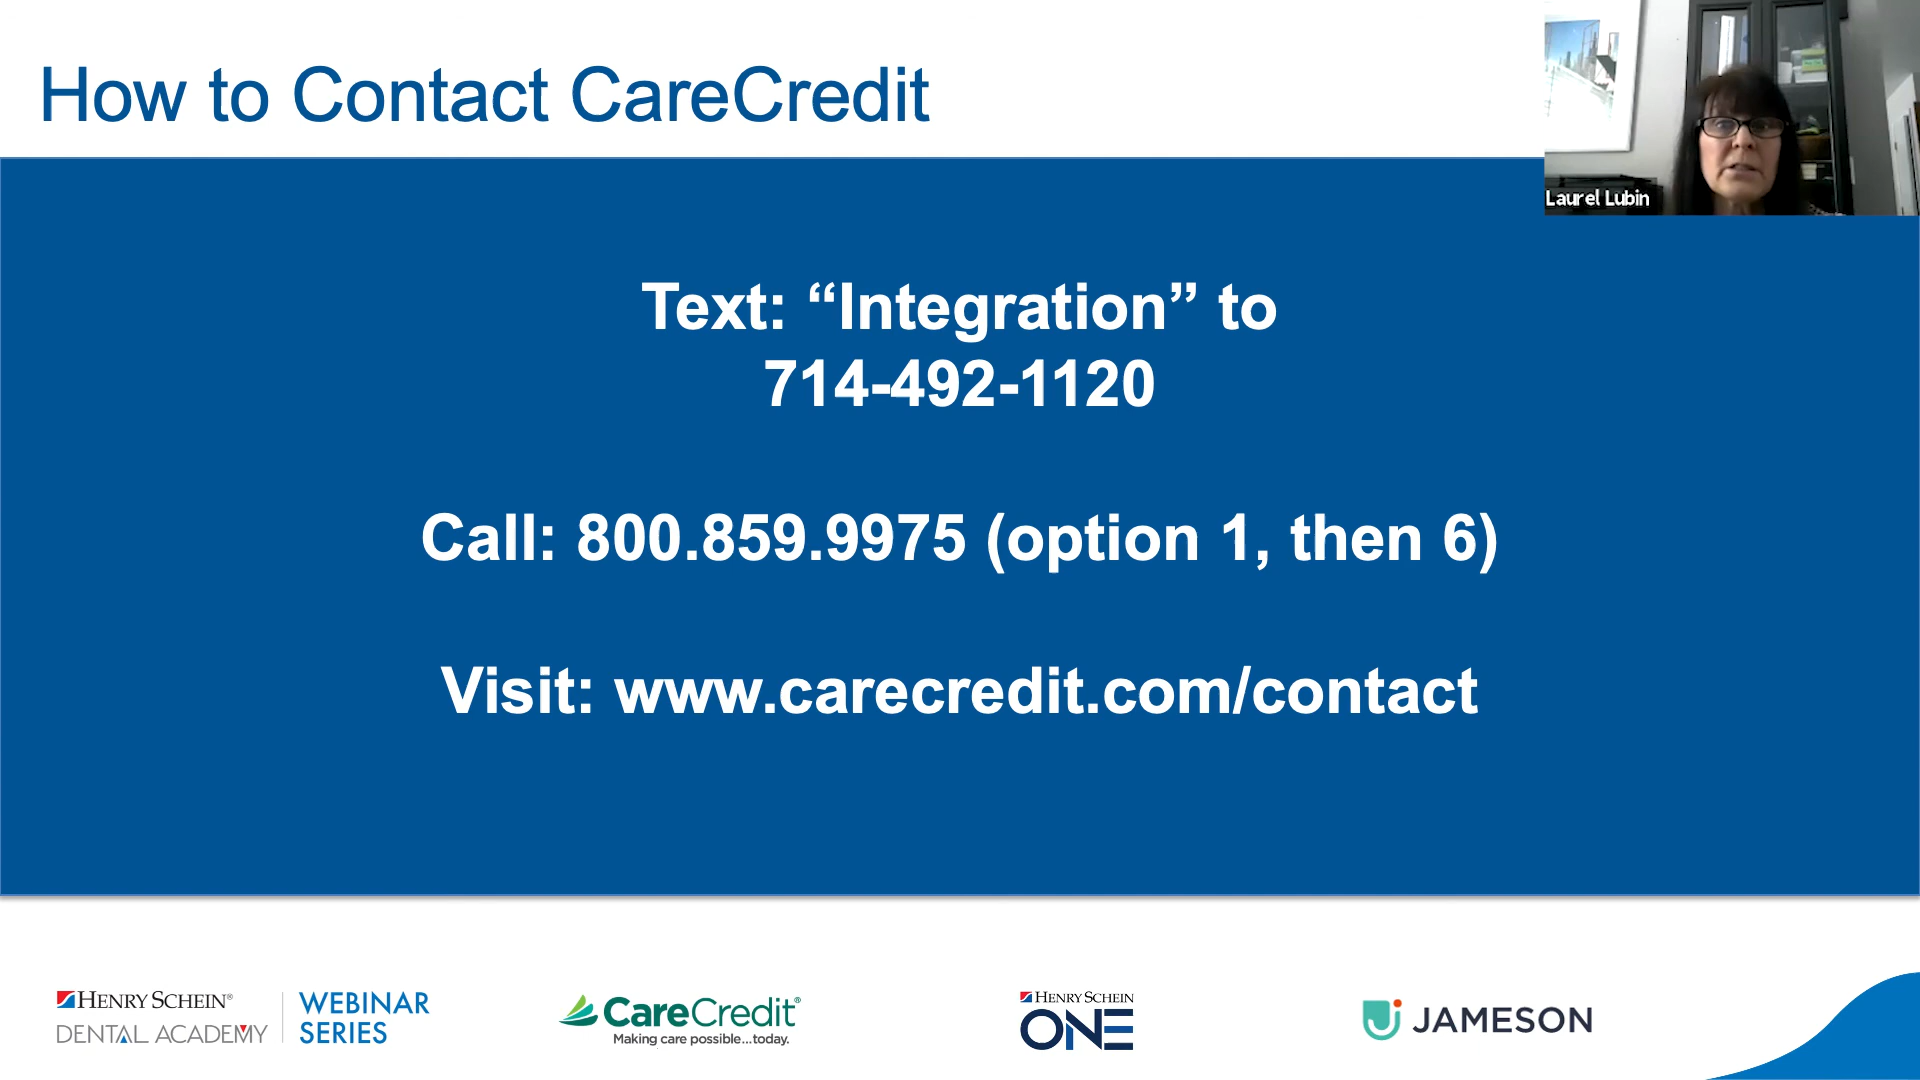 How to Contact CareCredit
Laurel Lubin
Text: “Integration” to
714-492-1120
Call: 800.859.9975 (option 1, then 6)
Visit: www.carecredit.com/contact
HENRY SCHEIN®
DENTAL ACADEMY
WEBINAR
SERIES
CareCredit®
Making care possible...today.
HENRY SCHEIN
ONE
JAMESON